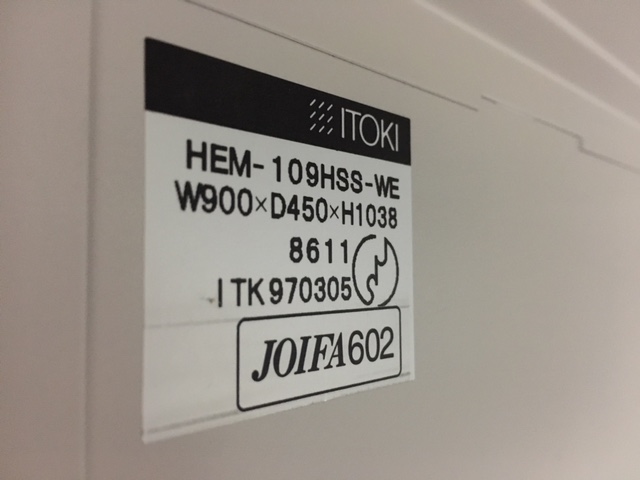 ITOKI
HEM-109HSS-WE
W900×D450×H1038
8611
ITK970305
JOIFA602